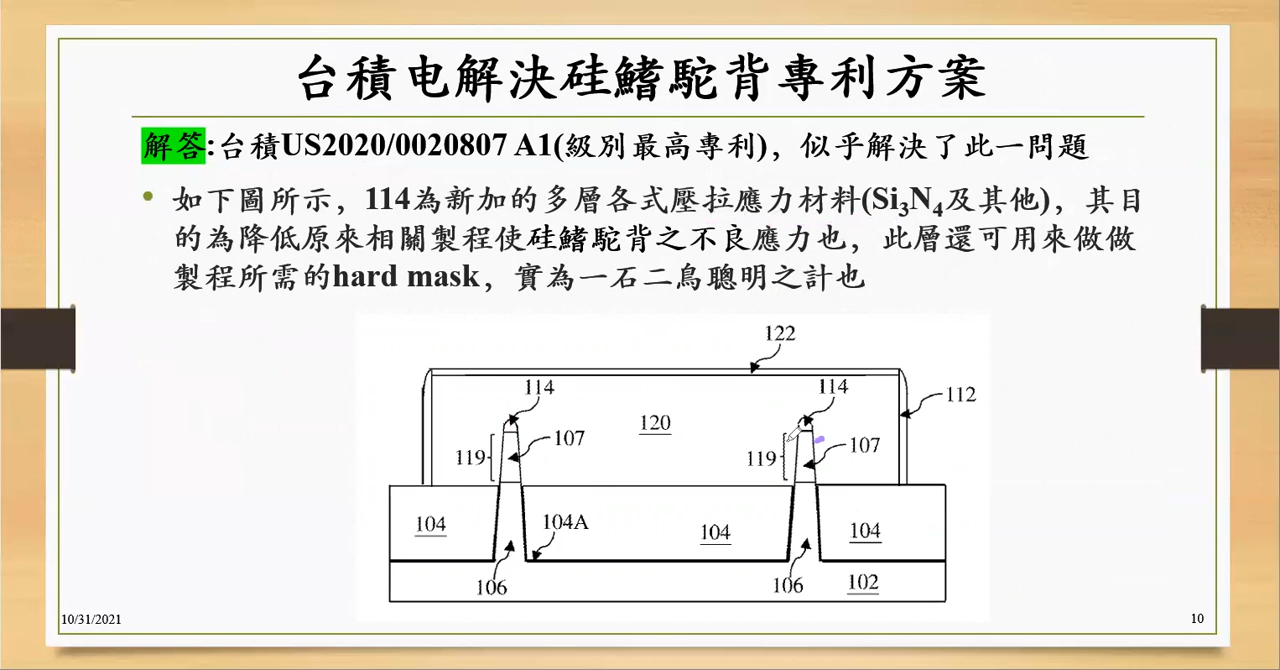 台積电解決硅鰭駝背專利方案
解答:台積US2020/0020807 A1(級別最高專利)，似乎解決了此一問題
• 如下圖所示，114為新加的多層各式壓拉應力材料(Si₃N₄及其他)，其目
的為降低原來相關製程使硅鰭駝背之不良應力也，此層還可用來做做
製程所需的hard mask，實為一石二鳥聰明之計也
122
114
114
112
120
107
107
119
119
104
104A
104
104
106
106
102
10/31/2021
10